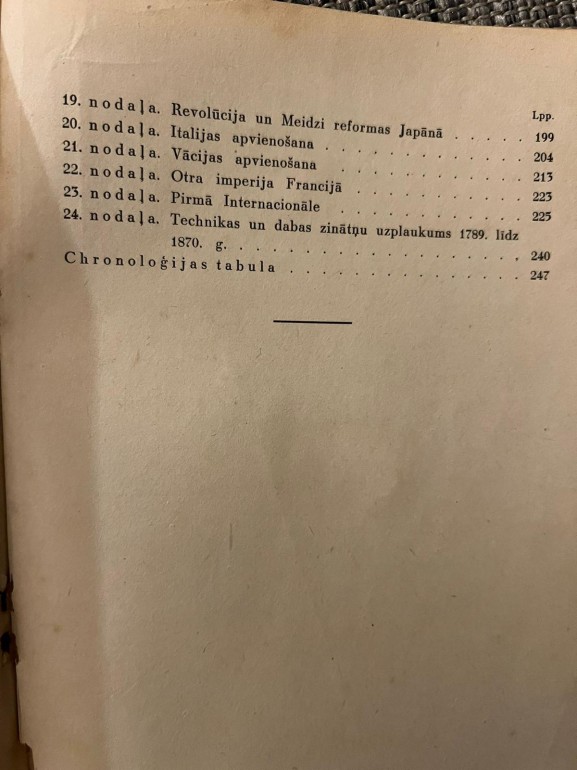 Lpp.
19. nodaļa. Revolūcija un Meidzi reformas Japānā . . . . . 199
20. nodaļa. Italijas apvienošana . . . . . . . . . . . 204
21. nodaļa. Vācijas apvienošana . . . . . . . . . . 213
22. nodaļa. Otra imperija Francijā . . . . . . . . . 223
23. nodaļa. Pirmā Internacionāle . . . . . . . . . . 225
24. nodaļa. Technikas un dabas zinātņu uzplaukums 1789. līdz
1870. g. . . . . . . . . . . . . . . . . 240
Chronoloģijas tabula . . . . . . . . . . . . . 247